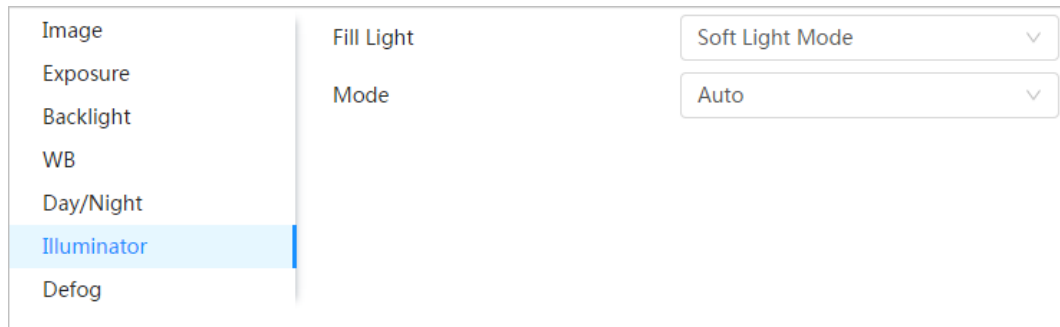 Image
Exposure
Backlight
WB
Day/Night
Illuminator
Defog
Fill Light Soft Light Mode
Mode Auto